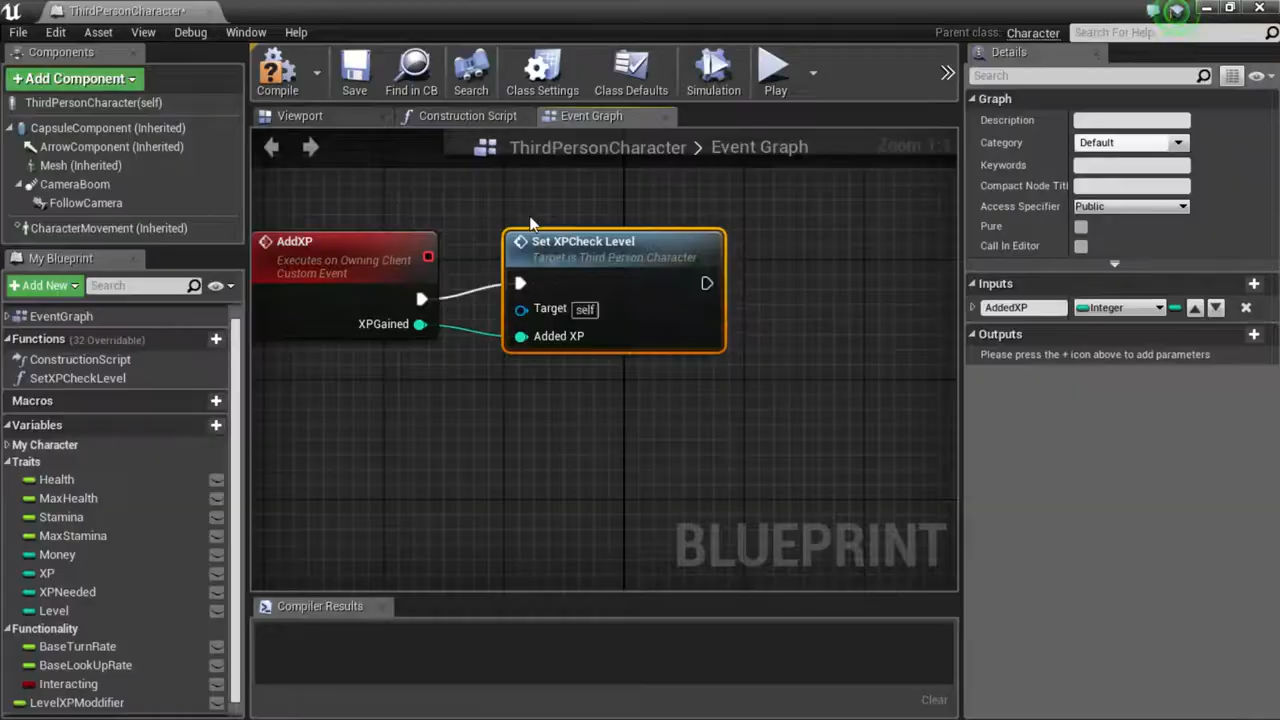 ThirdPersonCharacter*
File Edit Asset View Debug Window Help
Parent class: Character
Search For Help
Components
+Add Component
ThirdPersonCharacter(self)
CapsuleComponent (Inherited)
ArrowComponent (Inherited)
Mesh (Inherited)
CameraBoom
FollowCamera
CharacterMovement (Inherited)
My Blueprint
+Add New
Search
EventGraph
Functions (32 Overridable)
ConstructionScript
SetXPCheckLevel
Macros
Variables
My Character
Traits
Health
MaxHealth
Stamina
MaxStamina
Money
XP
XPNeeded
Level
Functionality
BaseTurnRate
BaseLookUpRate
Interacting
LevelXPModdifier
Compile Save Find in CB Search Class Settings Class Defaults Simulation Play
Viewport
Construction Script
Event Graph
ThirdPersonCharacter > Event Graph
Zoom 1:1
AddXP
Executes on Owning Client
Custom Event
XPGained
Set XPCheck Level
Target is Third Person Character
Target self
Added XP
BLUEPRINT
Compiler Results
Clear
Details
Search
Graph
Description
Category Default
Keywords
Compact Node Titl
Access Specifier Public
Pure
Call In Editor
Inputs
AddedXP Integer
Outputs
Please press the + icon above to add parameters